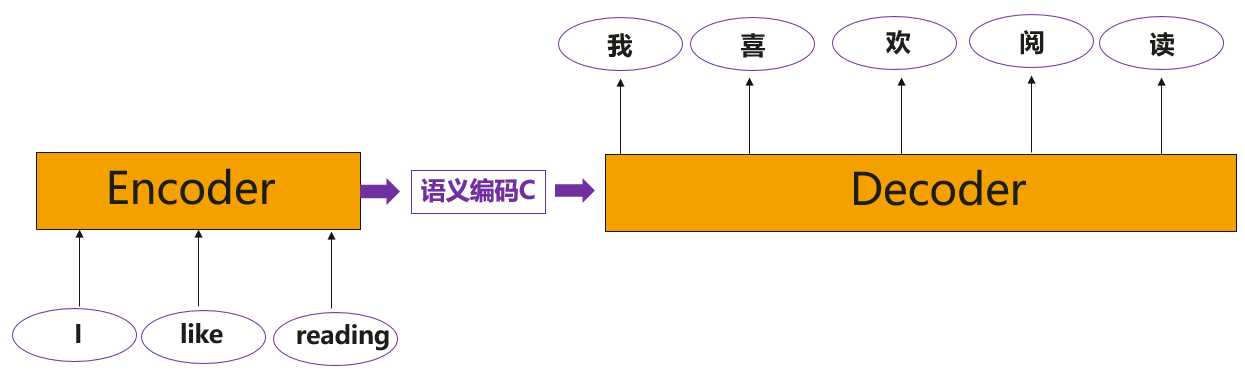 我 喜 欢 阅 读
Encoder 语义编码C Decoder
I like reading